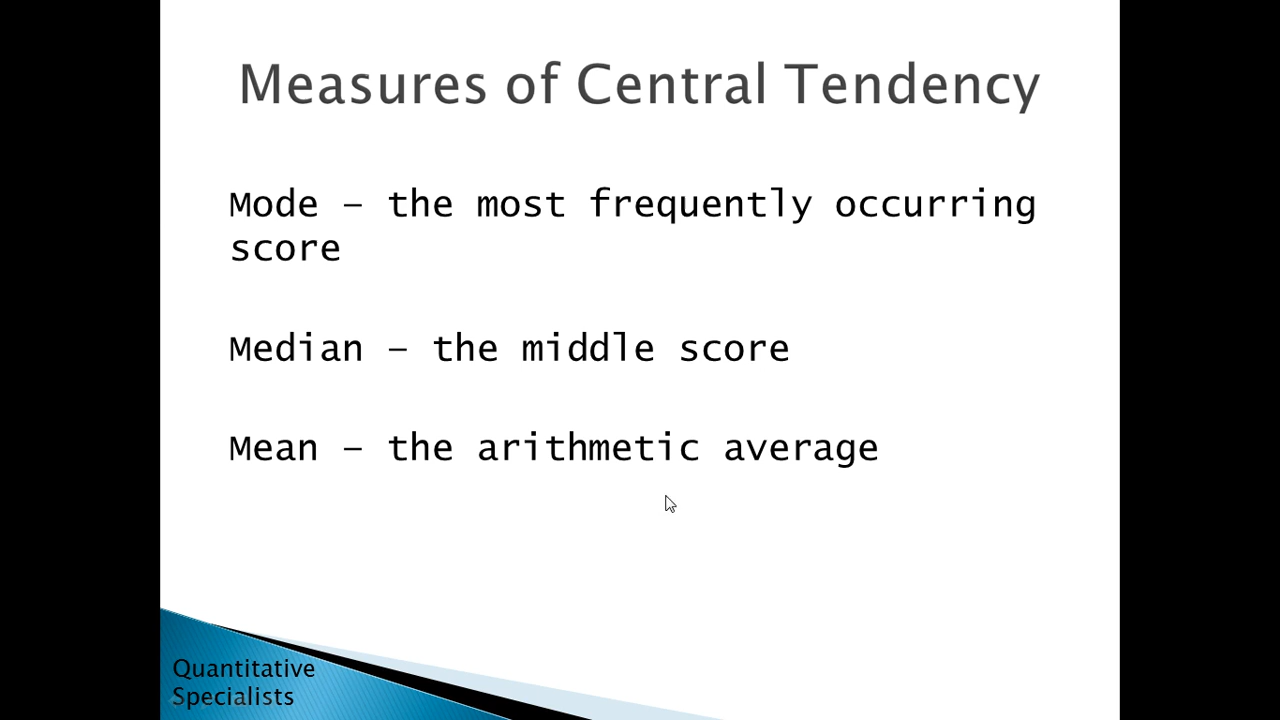 Measures of Central Tendency
Mode – the most frequently occurring
score
Median – the middle score
Mean – the arithmetic average
Quantitative
Specialists